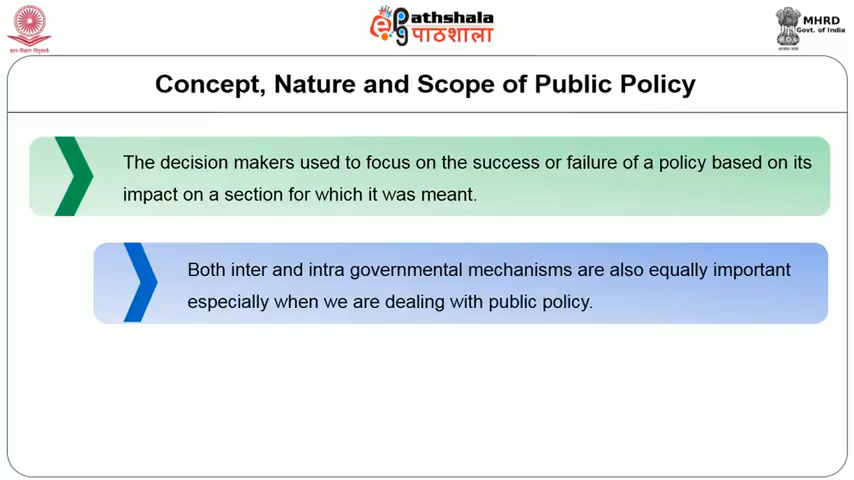 ePathshala
पाठशाला
MHRD
Govt. of India
Concept, Nature and Scope of Public Policy
The decision makers used to focus on the success or failure of a policy based on its
impact on a section for which it was meant.
Both inter and intra governmental mechanisms are also equally important
especially when we are dealing with public policy.